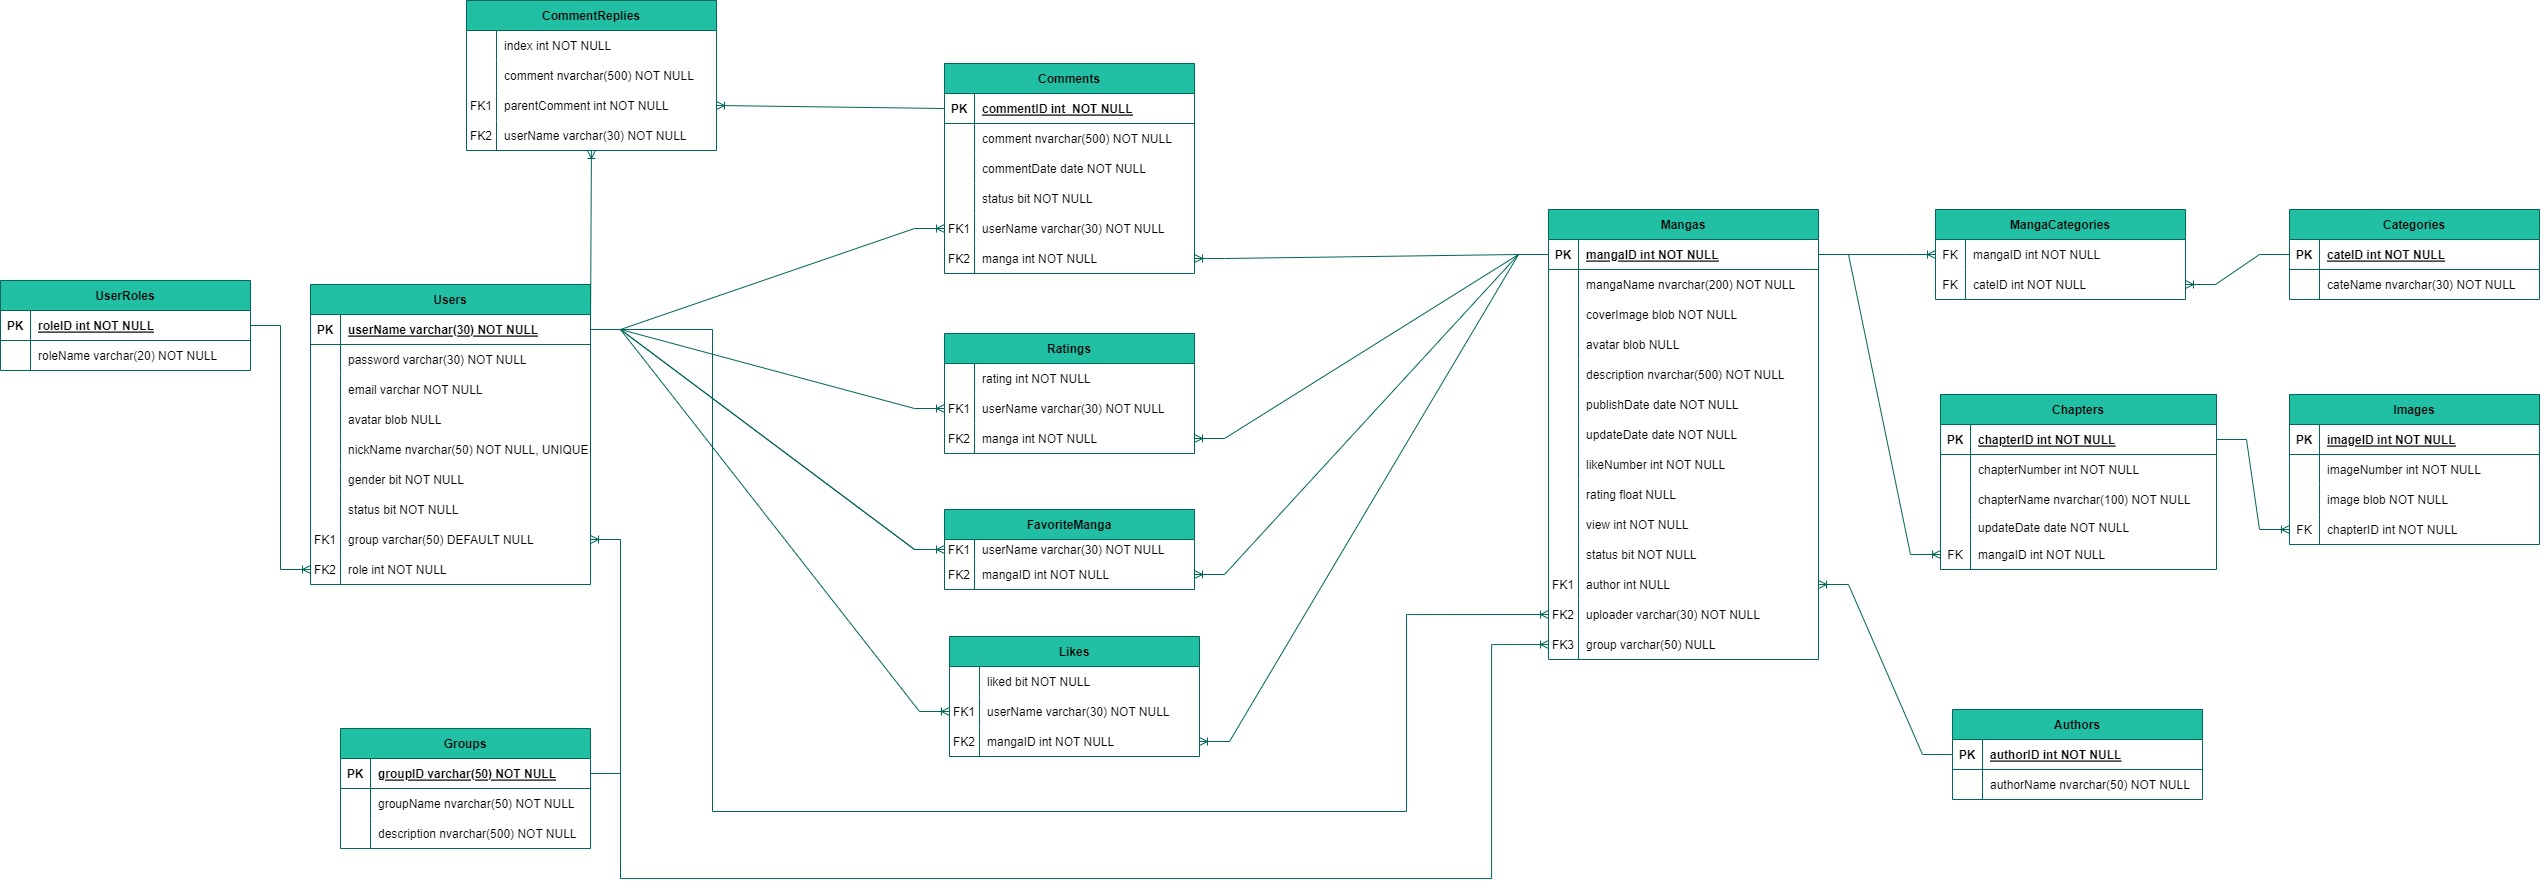 CommentReplies
index int NOT NULL
comment nvarchar(500) NOT NULL
FK1 parentComment int NOT NULL
FK2 userName varchar(30) NOT NULL
Comments
PK commentID int  NOT NULL
comment nvarchar(500) NOT NULL
commentDate date NOT NULL
status bit NOT NULL
FK1 userName varchar(30) NOT NULL
FK2 manga int NOT NULL
UserRoles
PK roleID int NOT NULL
roleName varchar(20) NOT NULL
Users
PK userName varchar(30) NOT NULL
password varchar(30) NOT NULL
email varchar NOT NULL
avatar blob NULL
nickName nvarchar(50) NOT NULL, UNIQUE
gender bit NOT NULL
status bit NOT NULL
FK1 group varchar(50) DEFAULT NULL
FK2 role int NOT NULL
Ratings
rating int NOT NULL
FK1 userName varchar(30) NOT NULL
FK2 manga int NOT NULL
FavoriteManga
FK1 userName varchar(30) NOT NULL
FK2 mangaID int NOT NULL
Likes
liked bit NOT NULL
FK1 userName varchar(30) NOT NULL
FK2 mangaID int NOT NULL
Groups
PK groupID varchar(50) NOT NULL
groupName nvarchar(50) NOT NULL
description nvarchar(500) NOT NULL
Mangas
PK mangaID int NOT NULL
mangaName nvarchar(200) NOT NULL
coverImage blob NOT NULL
avatar blob NULL
description nvarchar(500) NOT NULL
publishDate date NOT NULL
updateDate date NOT NULL
likeNumber int NOT NULL
rating float NULL
view int NOT NULL
status bit NOT NULL
FK1 author int NULL
FK2 uploader varchar(30) NOT NULL
FK3 group varchar(50) NULL
MangaCategories
FK mangaID int NOT NULL
FK cateID int NOT NULL
Categories
PK cateID int NOT NULL
cateName nvarchar(30) NOT NULL
Chapters
PK chapterID int NOT NULL
chapterNumber int NOT NULL
chapterName nvarchar(100) NOT NULL
updateDate date NOT NULL
FK mangaID int NOT NULL
Images
PK imageID int NOT NULL
imageNumber int NOT NULL
image blob NOT NULL
FK chapterID int NOT NULL
Authors
PK authorID int NOT NULL
authorName nvarchar(50) NOT NULL